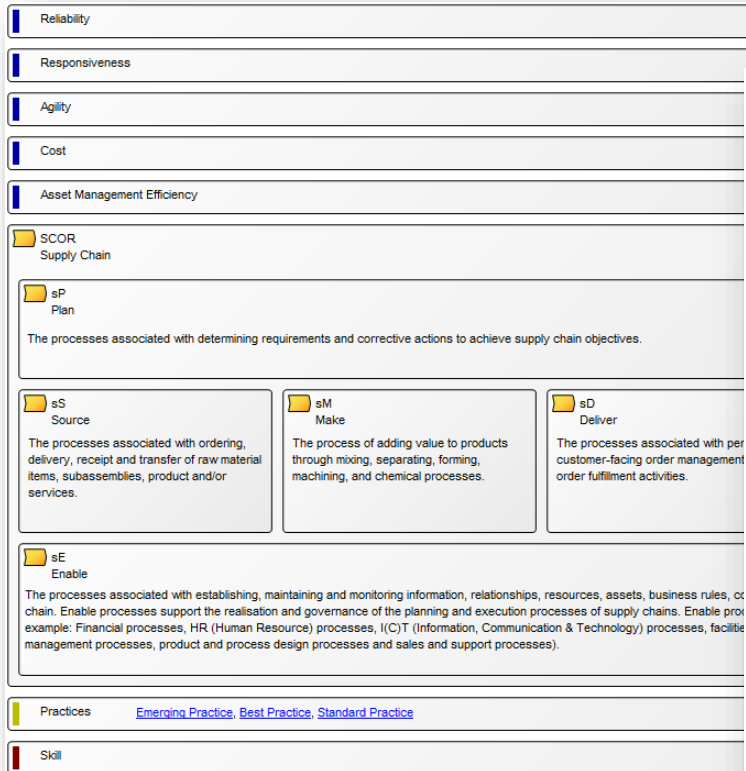 Reliability
Responsiveness
Agility
Cost
Asset Management Efficiency
SCOR
Supply Chain
sP
Plan
The processes associated with determining requirements and corrective actions to achieve supply chain objectives.
sS
Source
The processes associated with ordering,
delivery, receipt and transfer of raw material
items, subassemblies, product and/or
services.
sM
Make
The process of adding value to products
through mixing, separating, forming,
machining, and chemical processes.
sD
Deliver
The processes associated with
customer-facing order management
order fulfillment activities.
sE
Enable
The processes associated with establishing, maintaining and monitoring information, relationships, resources, assets, business rules,
chain. Enable processes support the realisation and governance of the planning and execution processes of supply chains. Enable
example: Financial processes, HR (Human Resource) processes, I(C)T (Information, Communication & Technology) processes,
management processes, product and process design processes and sales and support processes).
Practices Emerging Practice, Best Practice, Standard Practice
Skill